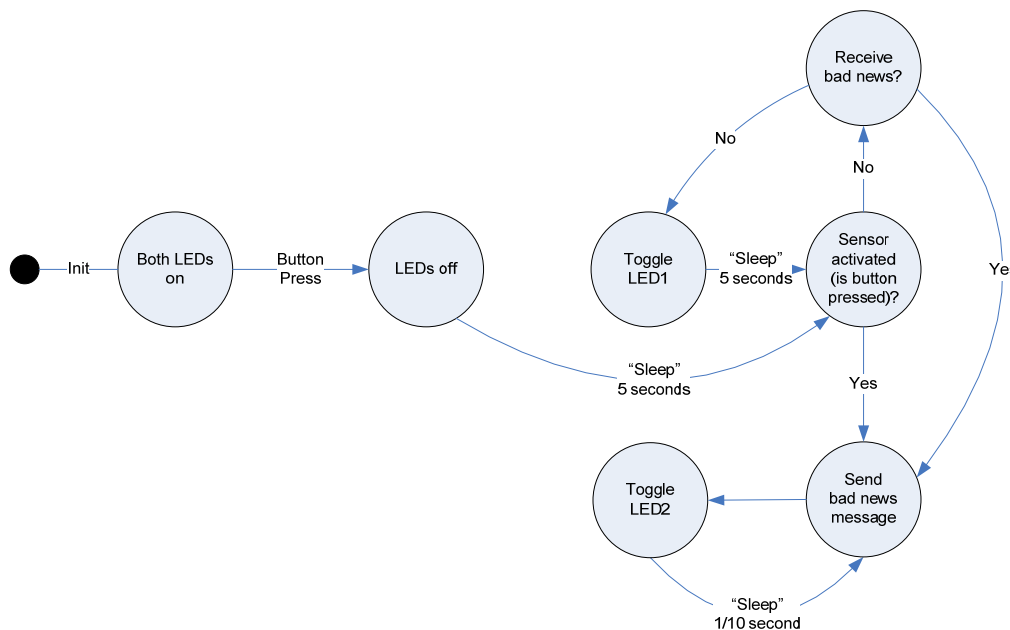 Receive
bad news?
No
No
Init
Both LEDs
on
Button
Press
LEDs off
Toggle
LED1
“Sleep”
5 seconds
Sensor
activated
(is button
pressed)?
Ye
“Sleep”
5 seconds
Yes
Toggle
LED2
Send
bad news
message
“Sleep”
1/10 second